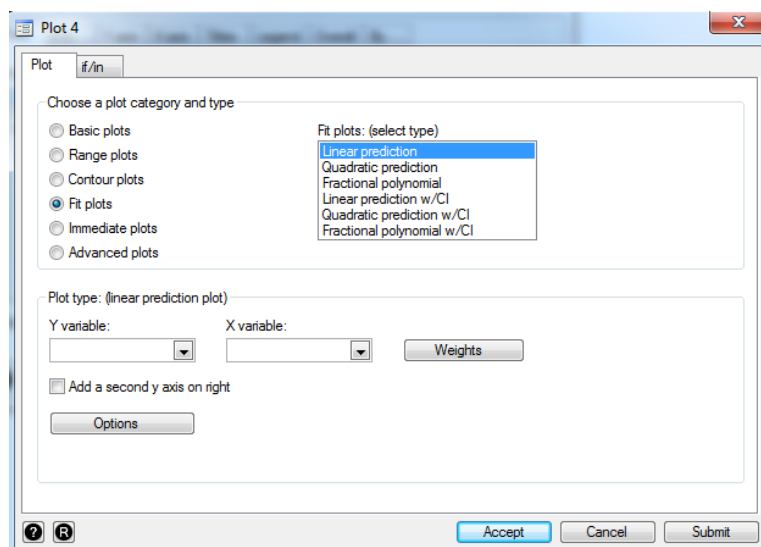 Plot 4
Plot if/in
Choose a plot category and type
Basic plots
Range plots
Contour plots
Fit plots
Immediate plots
Advanced plots
Fit plots: (select type)
Linear prediction
Quadratic prediction
Fractional polynomial
Linear prediction w/CI
Quadratic prediction w/CI
Fractional polynomial w/CI
Plot type: (linear prediction plot)
Y variable: X variable:
Weights
Add a second y axis on right
Options
? R Accept Cancel Submit